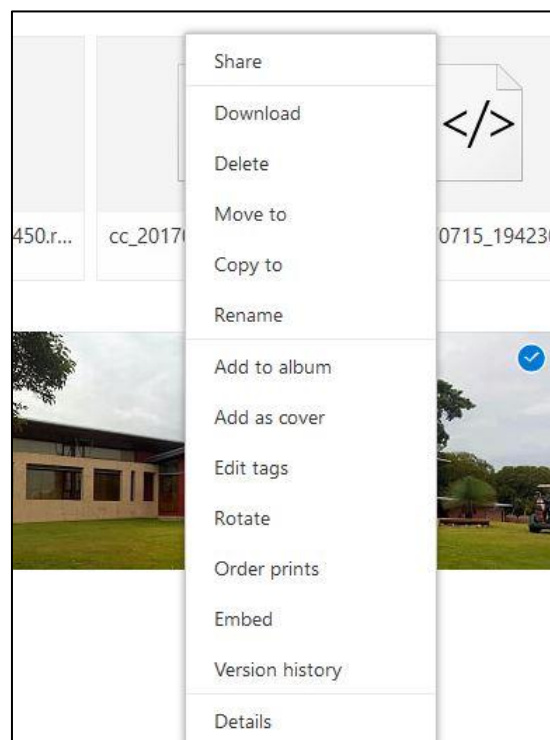 Share
Download
</>
Delete
Move to
450.r...
cc_2017
0715_19423
Copy to
Rename
Add to album
Add as cover
Edit tags
Rotate
Order prints
Embed
Version history
Details